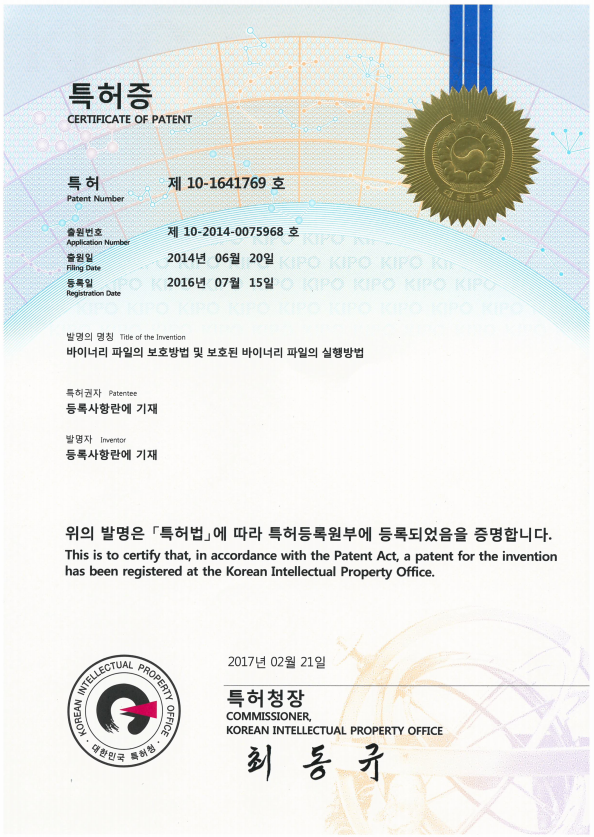 특허증
CERTIFICATE OF PATENT
대한민국
특허 제 10-1641769 호
Patent Number
출원번호 제 10-2014-0075968 호
Application Number
출원일 2014년 06월 20일
Filing Date
등록일 2016년 07월 15일
Registration Date
KIPO KIPO KIPO KIPO KIPO
발명의 명칭 Title of the Invention
바이너리 파일의 보호방법 및 보호된 바이너리 파일의 실행방법
특허권자 Patentee
등록사항란에 기재
발명자 Inventor
등록사항란에 기재
위의 발명은 「특허법」에 따라 특허등록원부에 등록되었음을 증명합니다.
This is to certify that, in accordance with the Patent Act, a patent for the invention
has been registered at the Korean Intellectual Property Office.
2017년 02월 21일
특허청장
COMMISSIONER,
KOREAN INTELLECTUAL PROPERTY OFFICE
최동규
KOREAN INTELLECTUAL PROPERTY OFFICE
대한민국 특허청